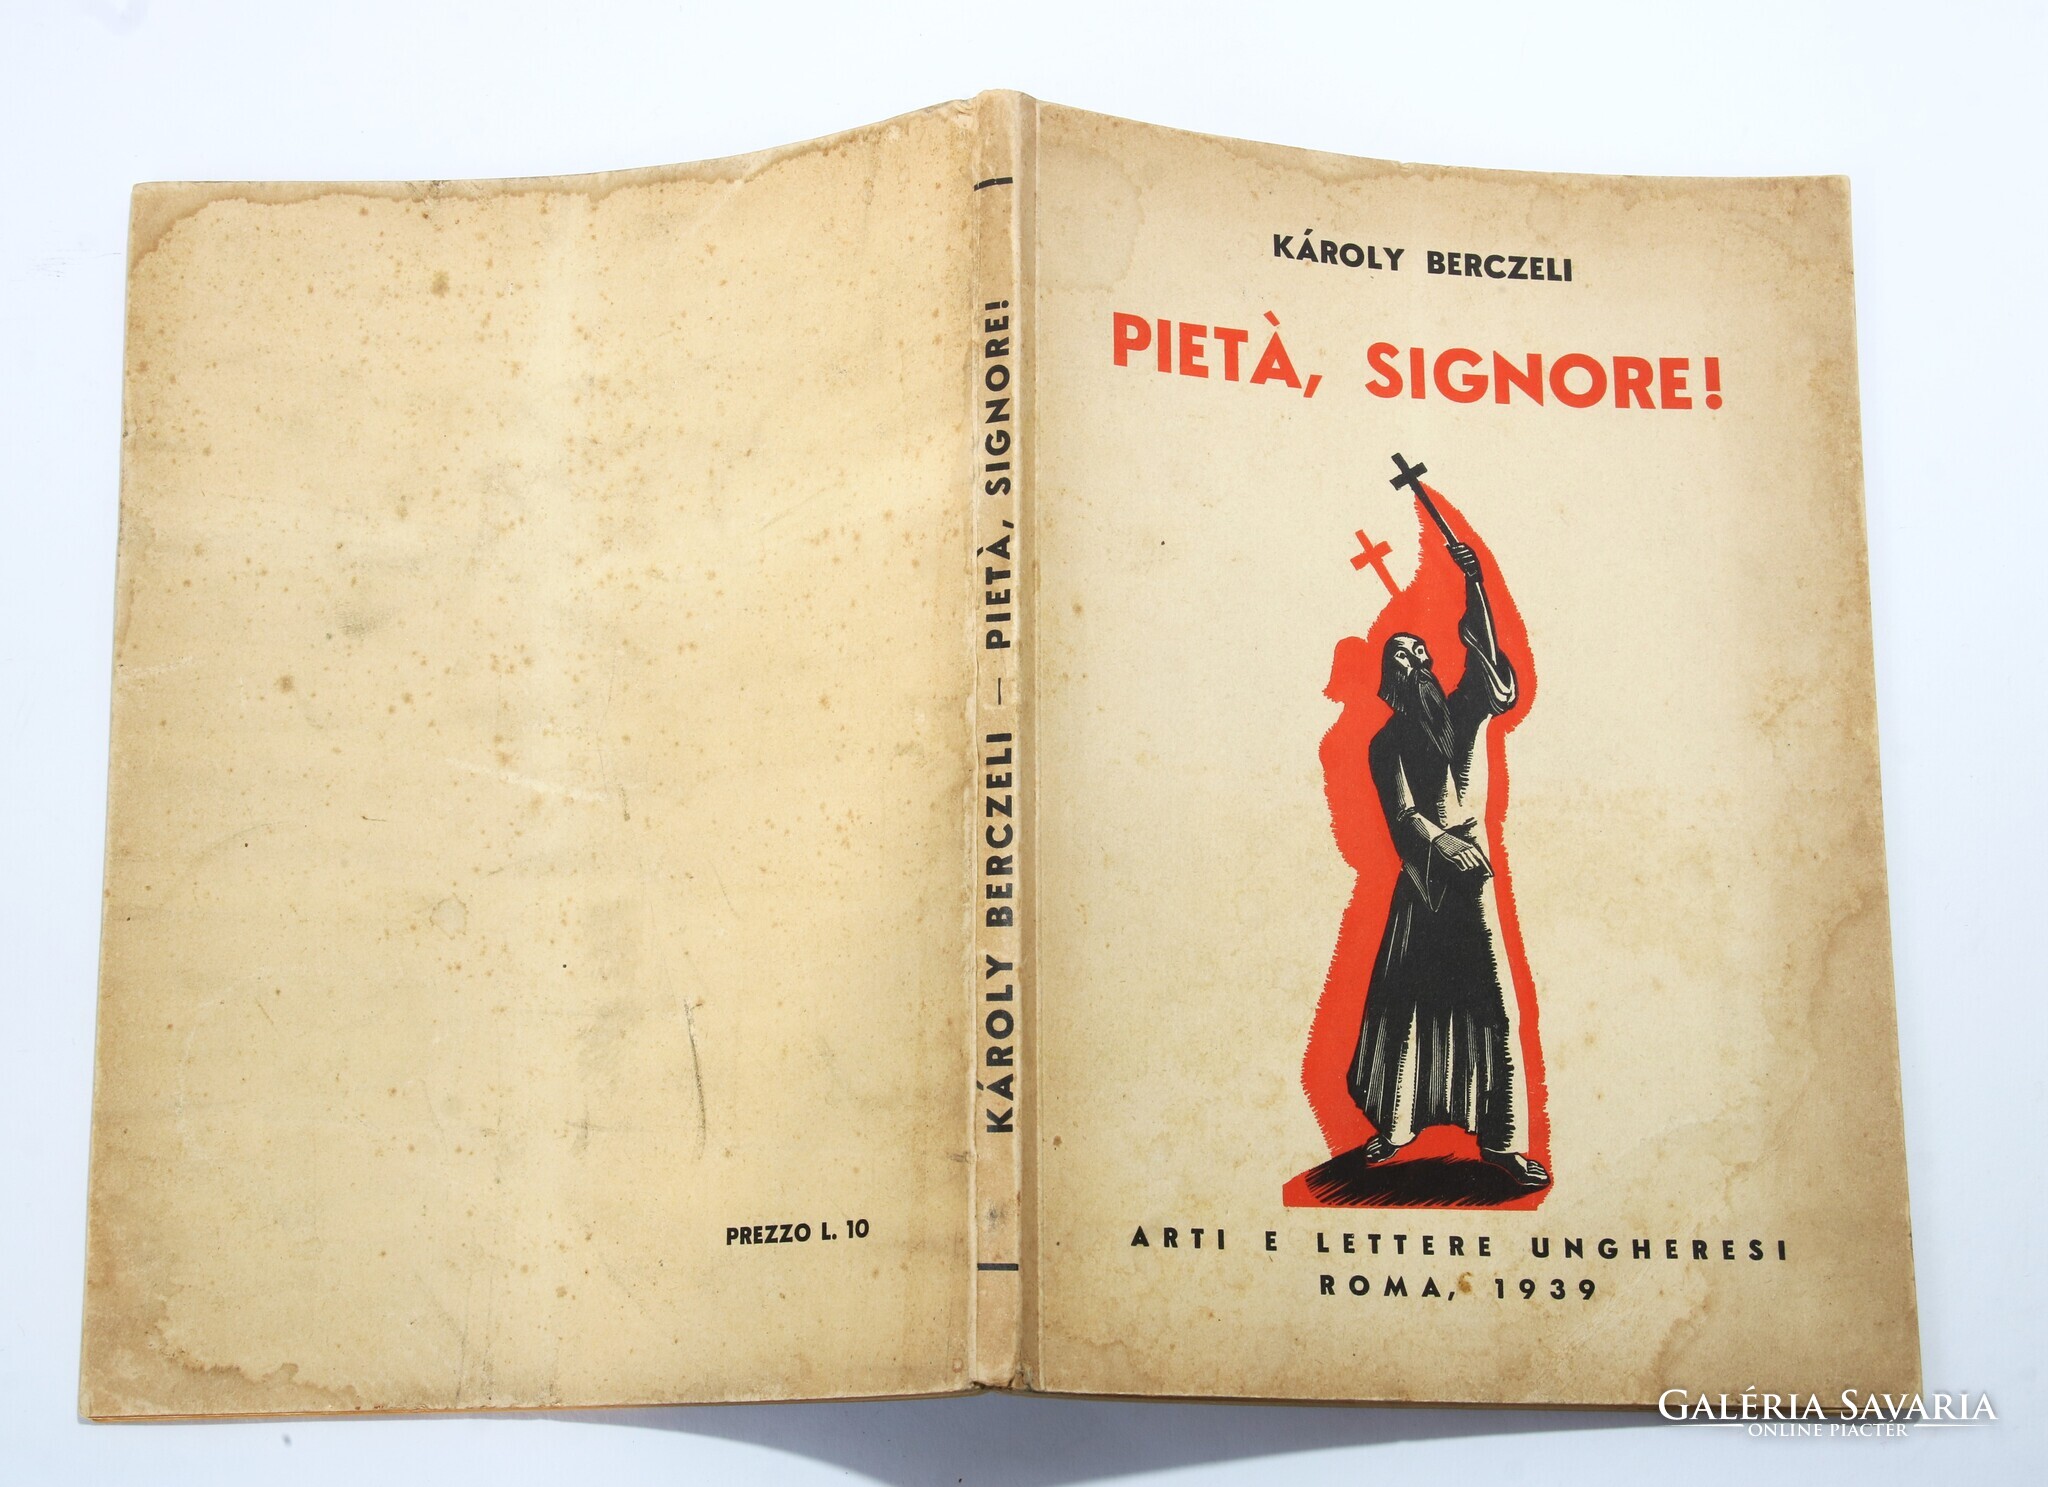 KÁROLY BERCZELI
PIETÀ, SIGNORE!
ARTI E LETTERE UNGHERESI
ROMA, 1939
KÁROLY BERCZELI — PIETÀ, SIGNORE!
PREZZO L. 10
GALÉRIA SAVARIA
ONLINE PIACTÉR